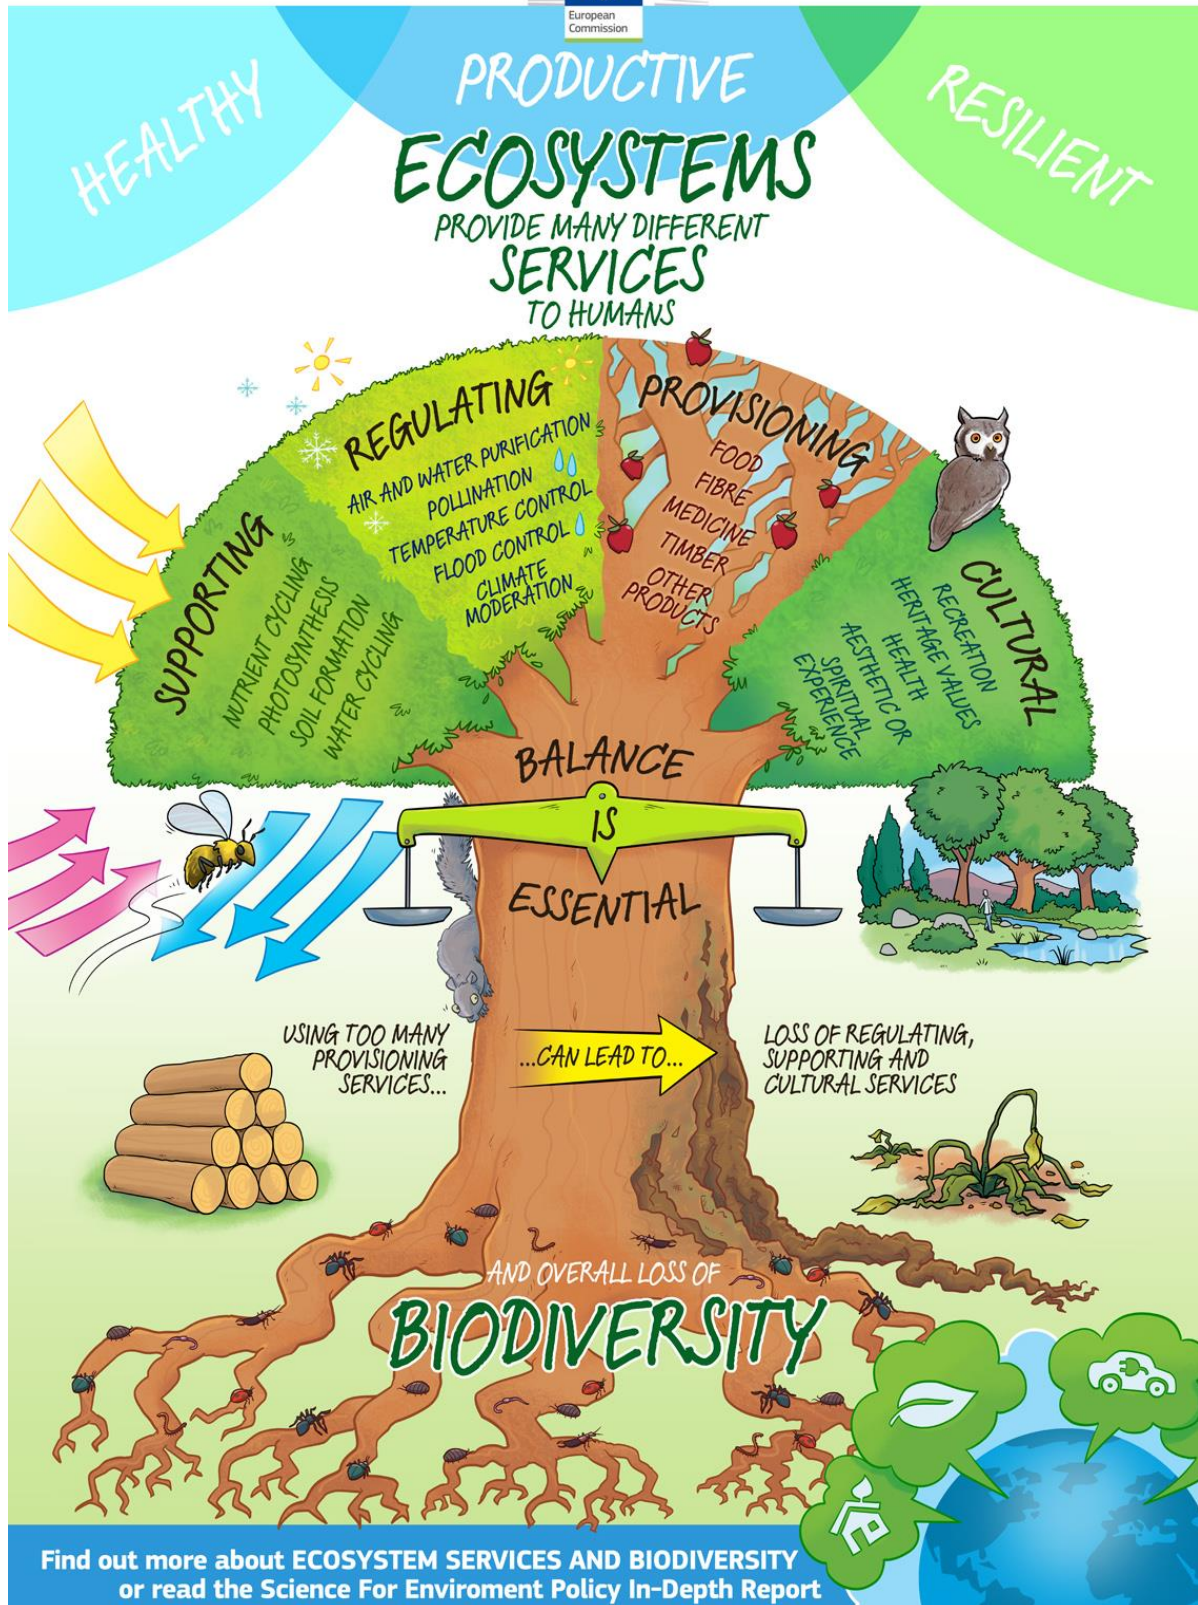 European
Commission
HEALTHY
PRODUCTIVE
RESILIENT
ECOSYSTEMS
PROVIDE MANY DIFFERENT
SERVICES
TO HUMANS
SUPPORTING
NUTRIENT CYCLING
PHOTOSYNTHESIS
SOIL FORMATION
WATER CYCLING
REGULATING
AIR AND WATER PURIFICATION
POLLINATION
TEMPERATURE CONTROL
FLOOD CONTROL
CLIMATE
MODERATION
PROVISIONING
FOOD
FIBRE
MEDICINE
TIMBER
OTHER
PRODUCTS
CULTURAL
RECREATION
HERITAGE VALUES
HEALTH
AESTHETIC OR
SPIRITUAL
EXPERIENCE
BALANCE
IS
ESSENTIAL
USING TOO MANY
PROVISIONING
SERVICES...
...CAN LEAD TO...
LOSS OF REGULATING,
SUPPORTING AND
CULTURAL SERVICES
AND OVERALL LOSS OF
BIODIVERSITY
Find out more about ECOSYSTEM SERVICES AND BIODIVERSITY
or read the Science For Enviroment Policy In-Depth Report